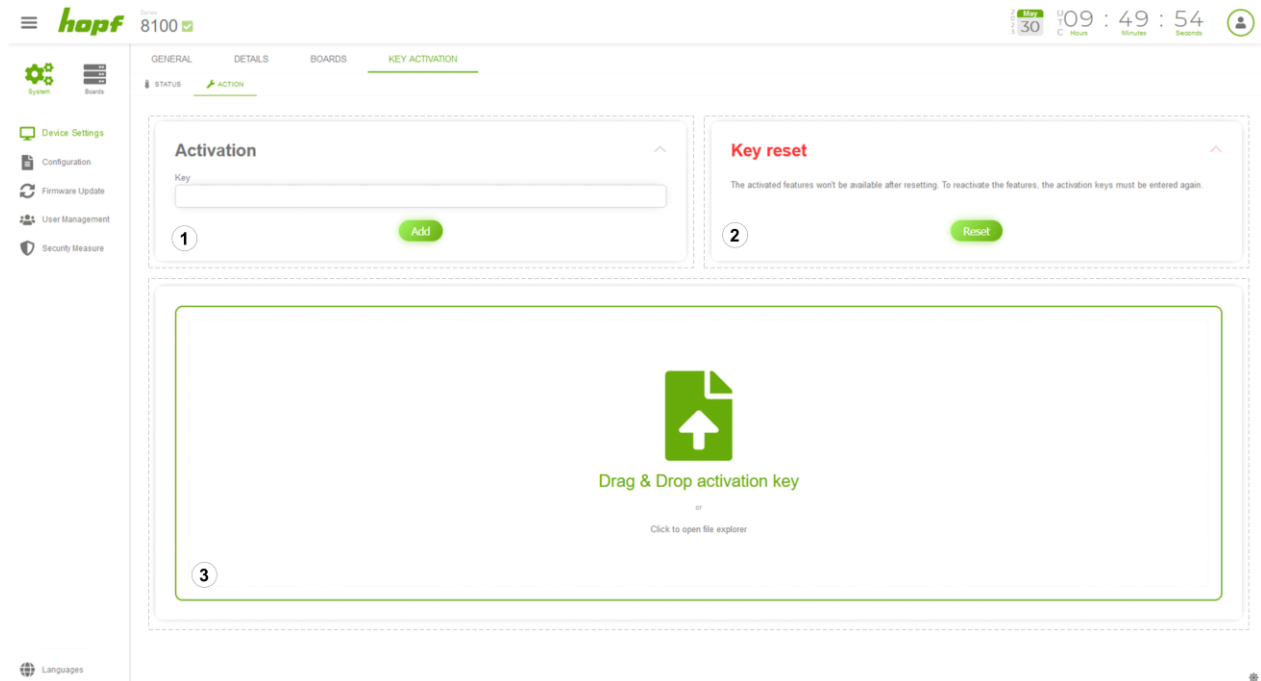 hopf
Series
8100
2023
May
30
UTC
09 : 49 : 54
Hours
Minutes
Seconds
System
Boards
GENERAL
DETAILS
BOARDS
KEY ACTIVATION
STATUS
ACTION
Device Settings
Configuration
Firmware Update
User Management
Security Measure
Activation
Key
Add
1
Key reset
The activated features won't be available after resetting. To reactivate the features, the activation keys must be entered again.
Reset
2
Drag & Drop activation key
or
Click to open file explorer
3
Languages